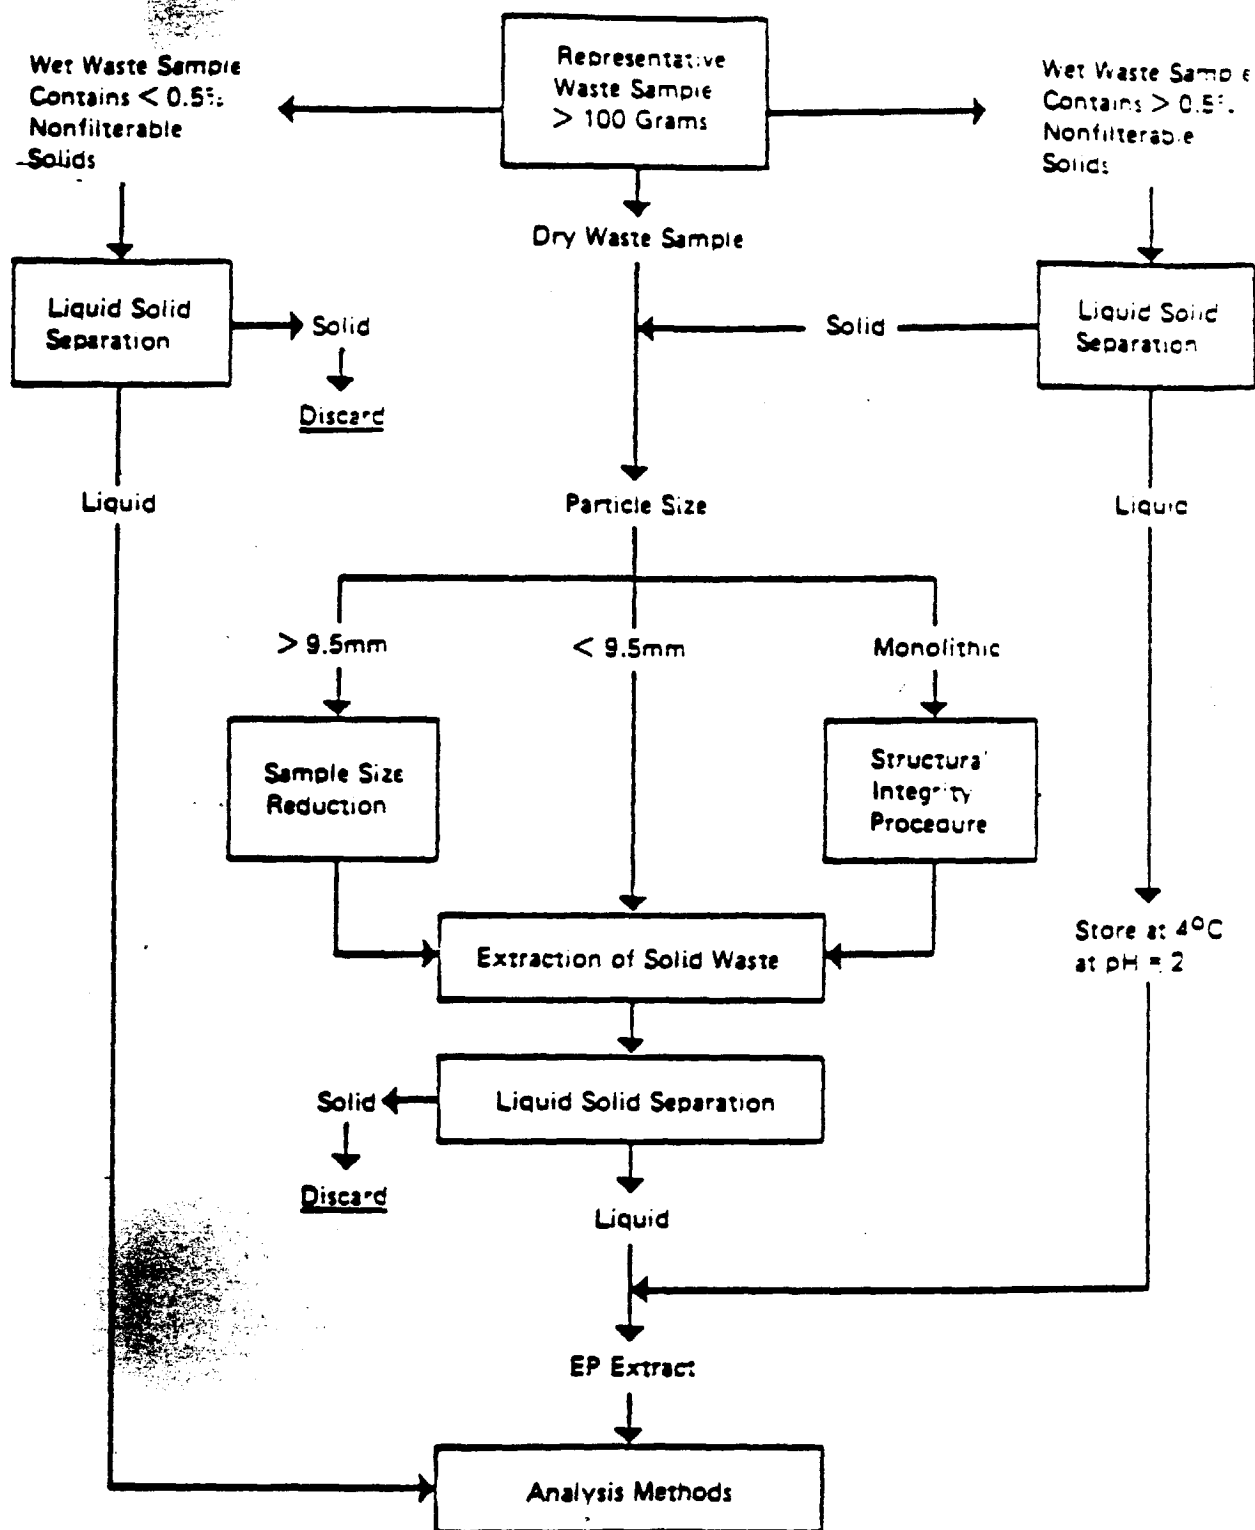 Representative
Waste Sample
> 100 Grams
Wet Waste Sample
Contains < 0.5%
Nonfilterable
Solids
Wet Waste Sample
Contains > 0.5%
Nonfilterable
Solids
Dry Waste Sample
Liquid Solid
Separation
Solid
Discard
Solid
Liquid Solid
Separation
Liquid
Particle Size
Liquid
> 9.5mm
< 9.5mm
Monolithic
Sample Size
Reduction
Structural
Integrity
Procedure
Extraction of Solid Waste
Store at 4°C
at pH = 2
Solid
Liquid Solid Separation
Discard
Liquid
EP Extract
Analysis Methods